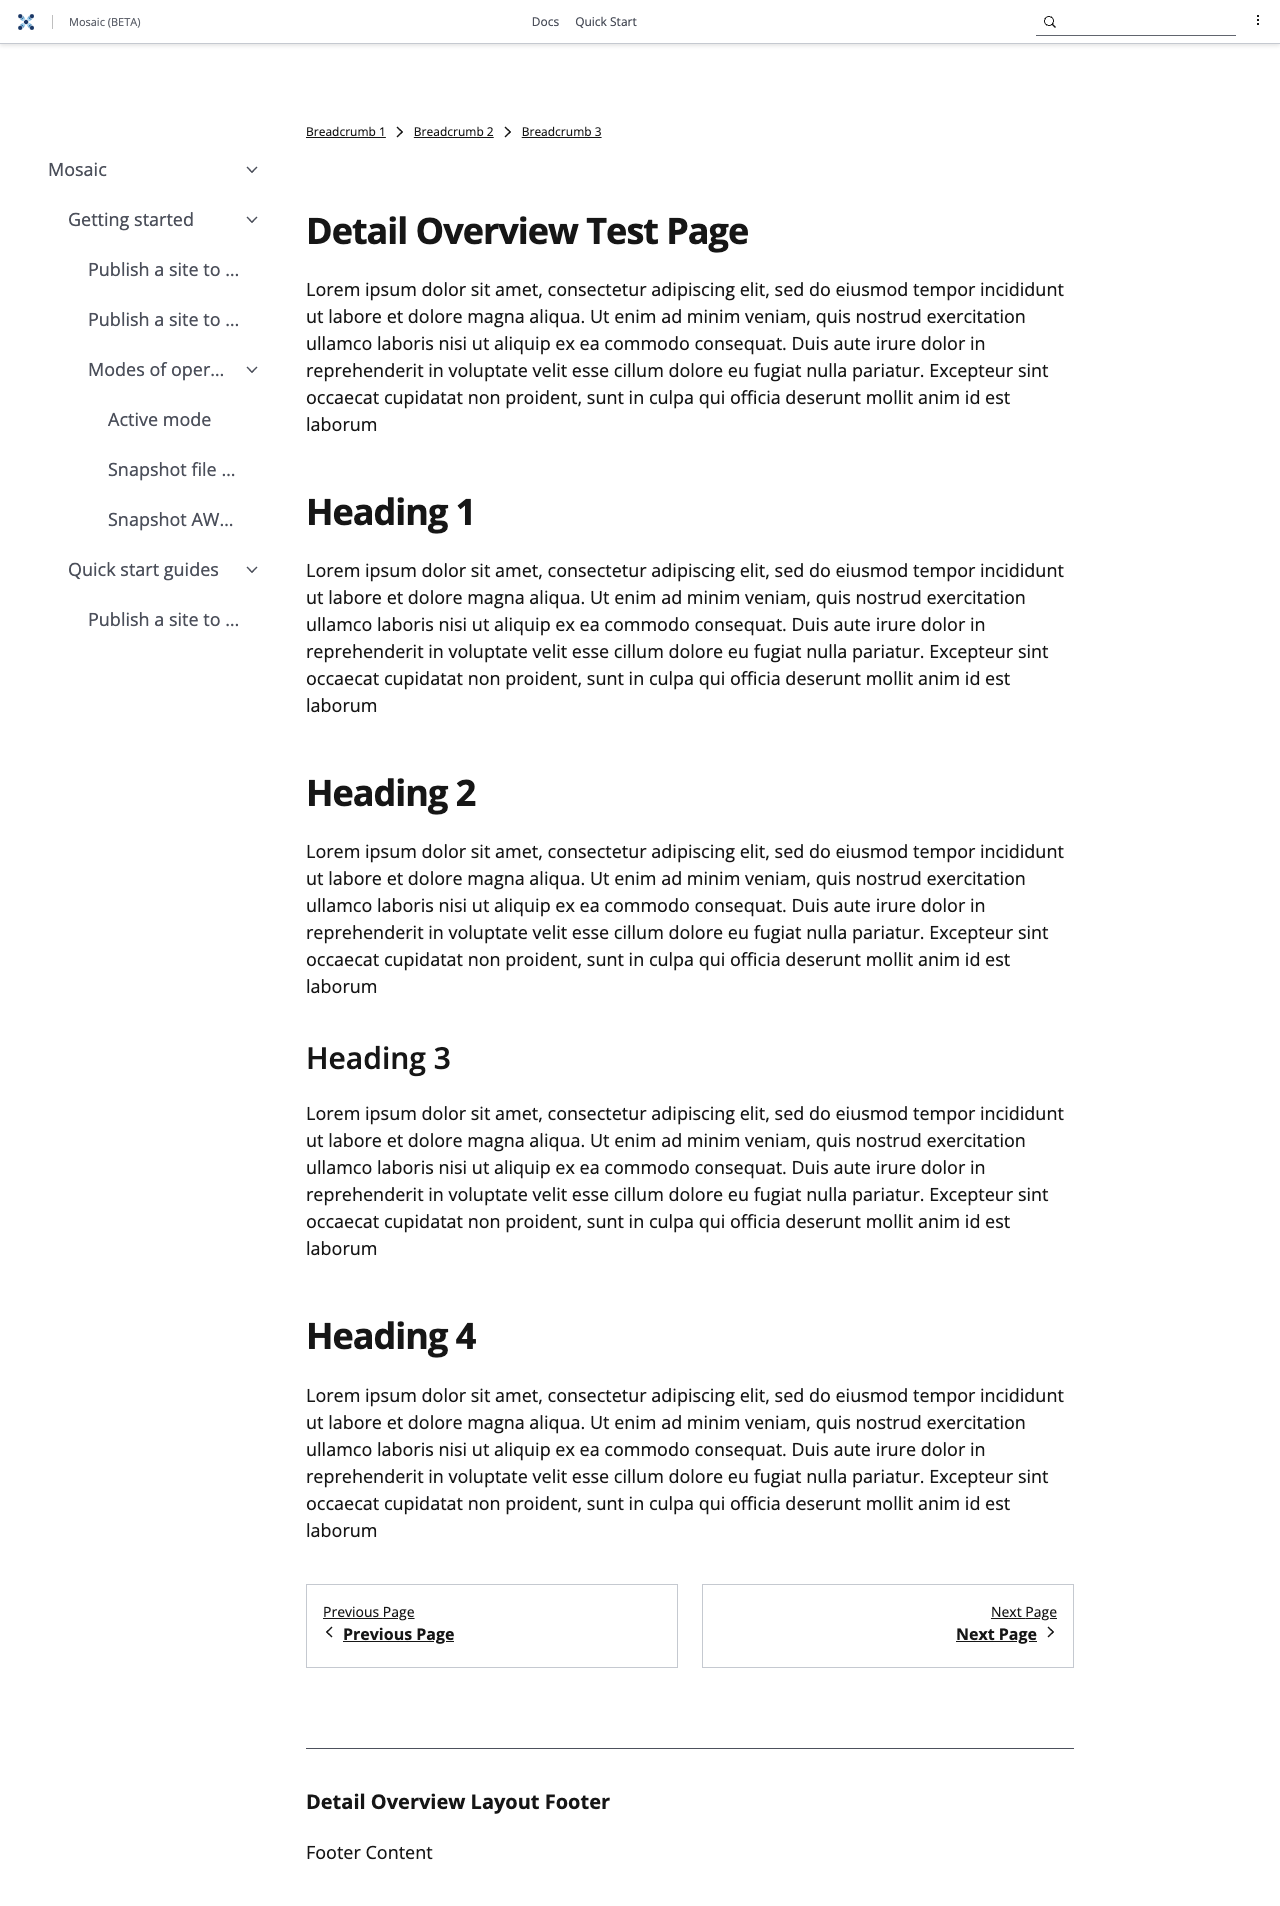 Mosaic (BETA)
Docs
Quick Start
Breadcrumb 1
Breadcrumb 2
Breadcrumb 3
Mosaic
Getting started
Publish a site to ...
Publish a site to ...
Modes of oper...
Active mode
Snapshot file ...
Snapshot AW...
Quick start guides
Publish a site to ...
Detail Overview Test Page
Lorem ipsum dolor sit amet, consectetur adipiscing elit, sed do eiusmod tempor incididunt
ut labore et dolore magna aliqua. Ut enim ad minim veniam, quis nostrud exercitation
ullamco laboris nisi ut aliquip ex ea commodo consequat. Duis aute irure dolor in
reprehenderit in voluptate velit esse cillum dolore eu fugiat nulla pariatur. Excepteur sint
occaecat cupidatat non proident, sunt in culpa qui officia deserunt mollit anim id est
laborum
Heading 1
Lorem ipsum dolor sit amet, consectetur adipiscing elit, sed do eiusmod tempor incididunt
ut labore et dolore magna aliqua. Ut enim ad minim veniam, quis nostrud exercitation
ullamco laboris nisi ut aliquip ex ea commodo consequat. Duis aute irure dolor in
reprehenderit in voluptate velit esse cillum dolore eu fugiat nulla pariatur. Excepteur sint
occaecat cupidatat non proident, sunt in culpa qui officia deserunt mollit anim id est
laborum
Heading 2
Lorem ipsum dolor sit amet, consectetur adipiscing elit, sed do eiusmod tempor incididunt
ut labore et dolore magna aliqua. Ut enim ad minim veniam, quis nostrud exercitation
ullamco laboris nisi ut aliquip ex ea commodo consequat. Duis aute irure dolor in
reprehenderit in voluptate velit esse cillum dolore eu fugiat nulla pariatur. Excepteur sint
occaecat cupidatat non proident, sunt in culpa qui officia deserunt mollit anim id est
laborum
Heading 3
Lorem ipsum dolor sit amet, consectetur adipiscing elit, sed do eiusmod tempor incididunt
ut labore et dolore magna aliqua. Ut enim ad minim veniam, quis nostrud exercitation
ullamco laboris nisi ut aliquip ex ea commodo consequat. Duis aute irure dolor in
reprehenderit in voluptate velit esse cillum dolore eu fugiat nulla pariatur. Excepteur sint
occaecat cupidatat non proident, sunt in culpa qui officia deserunt mollit anim id est
laborum
Heading 4
Lorem ipsum dolor sit amet, consectetur adipiscing elit, sed do eiusmod tempor incididunt
ut labore et dolore magna aliqua. Ut enim ad minim veniam, quis nostrud exercitation
ullamco laboris nisi ut aliquip ex ea commodo consequat. Duis aute irure dolor in
reprehenderit in voluptate velit esse cillum dolore eu fugiat nulla pariatur. Excepteur sint
occaecat cupidatat non proident, sunt in culpa qui officia deserunt mollit anim id est
laborum
Previous Page
Previous Page
Next Page
Next Page
Detail Overview Layout Footer
Footer Content